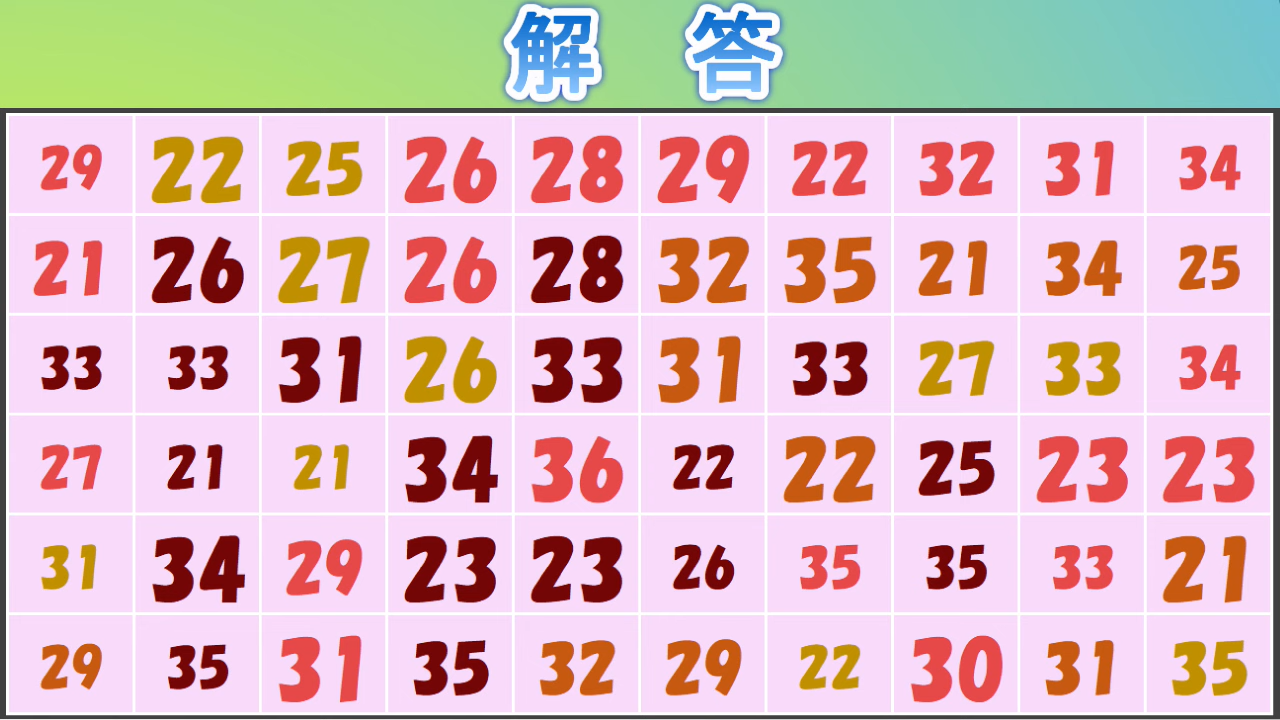 解 答
29 22 25 26 28 29 22 32 31 34
21 26 27 26 28 32 35 21 34 25
33 33 31 26 33 31 33 27 33 34
27 21 21 34 36 22 22 25 23 23
31 34 29 23 23 26 35 35 33 21
29 35 31 35 32 29 22 30 31 35